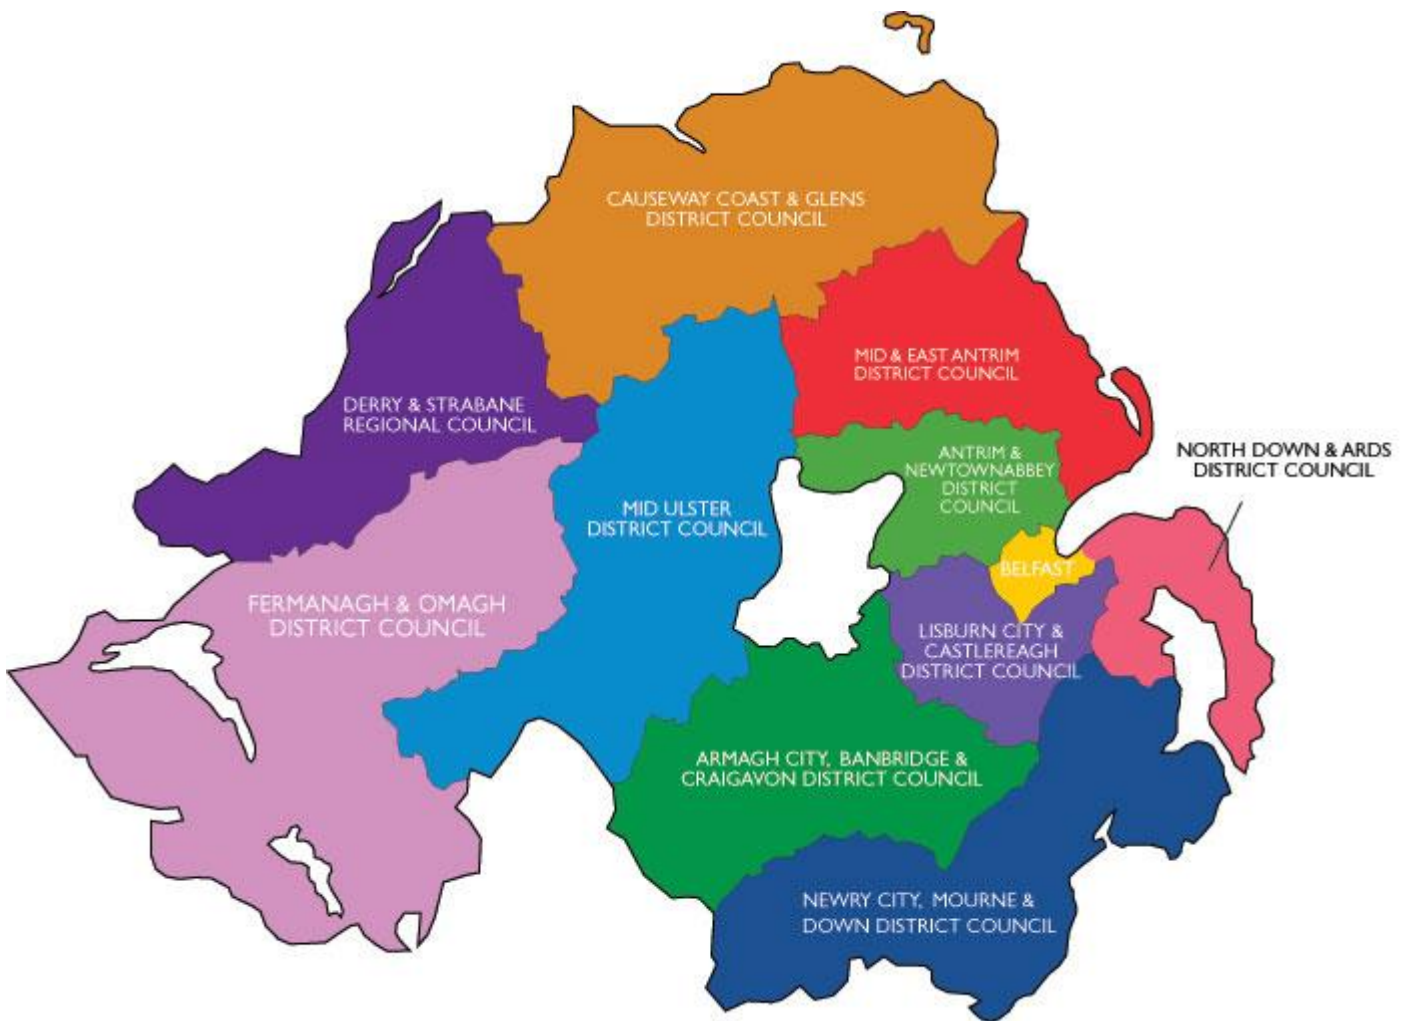 CAUSEWAY COAST & GLENS
DISTRICT COUNCIL
MID & EAST ANTRIM
DISTRICT COUNCIL
DERRY & STRABANE
REGIONAL COUNCIL
ANTRIM &
NEWTOWNABBEY
DISTRICT
COUNCIL
NORTH DOWN & ARDS
DISTRICT COUNCIL
MID ULSTER
DISTRICT COUNCIL
BELFAST
FERMANAGH & OMAGH
DISTRICT COUNCIL
LISBURN CITY &
CASTLEREAGH
DISTRICT COUNCIL
ARMAGH CITY, BANBRIDGE &
CRAIGAVON DISTRICT COUNCIL
NEWRY CITY, MOURNE &
DOWN DISTRICT COUNCIL